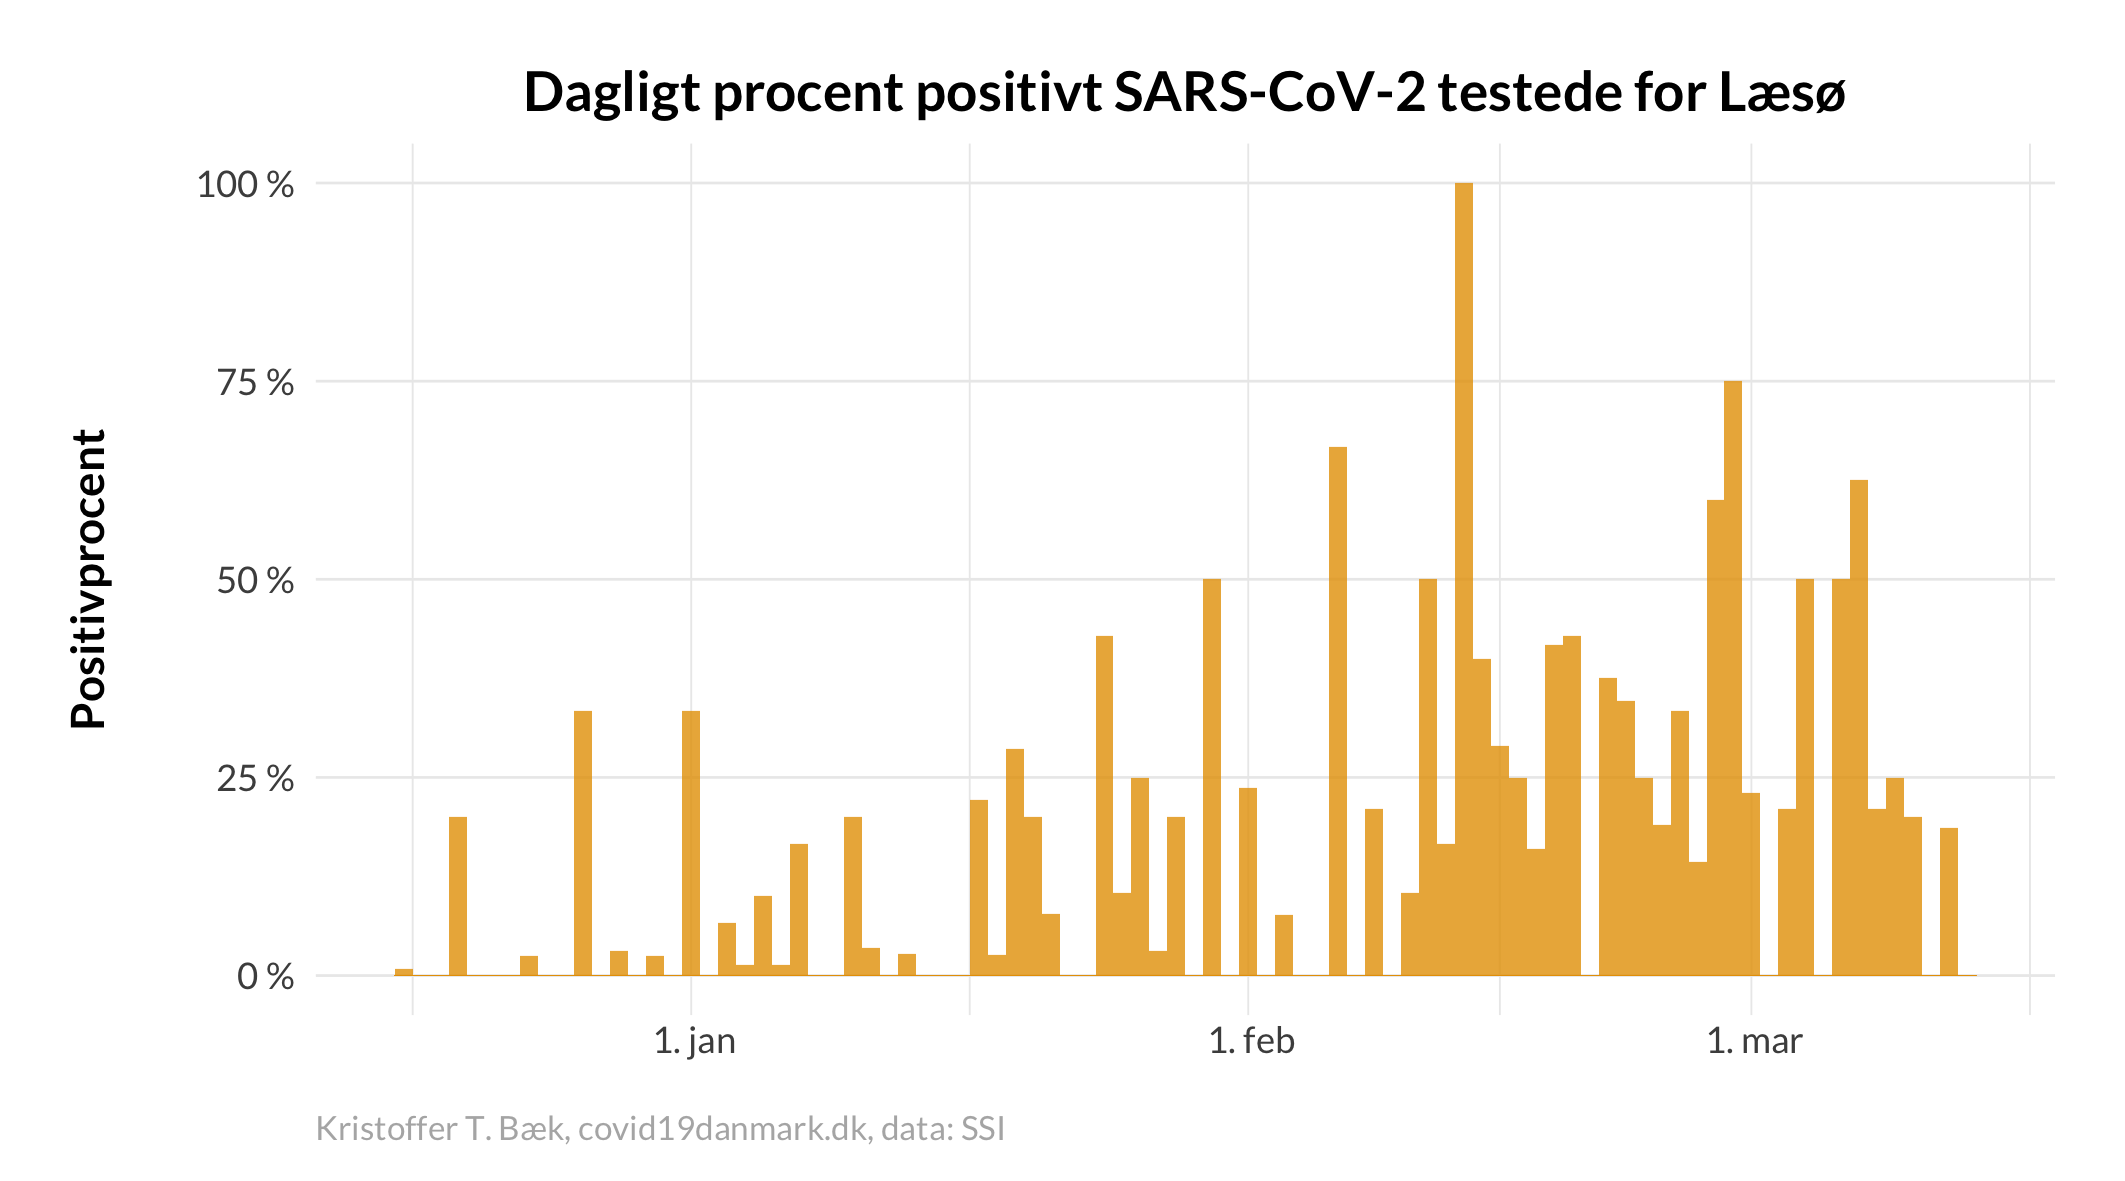 Dagligt procent positivt SARS-CoV-2 testede for Læsø
Positivprocent
100 %
75 %
50 %
25 %
0 %
1. jan
1. feb
1. mar
Kristoffer T. Bæk, covid19danmark.dk, data: SSI